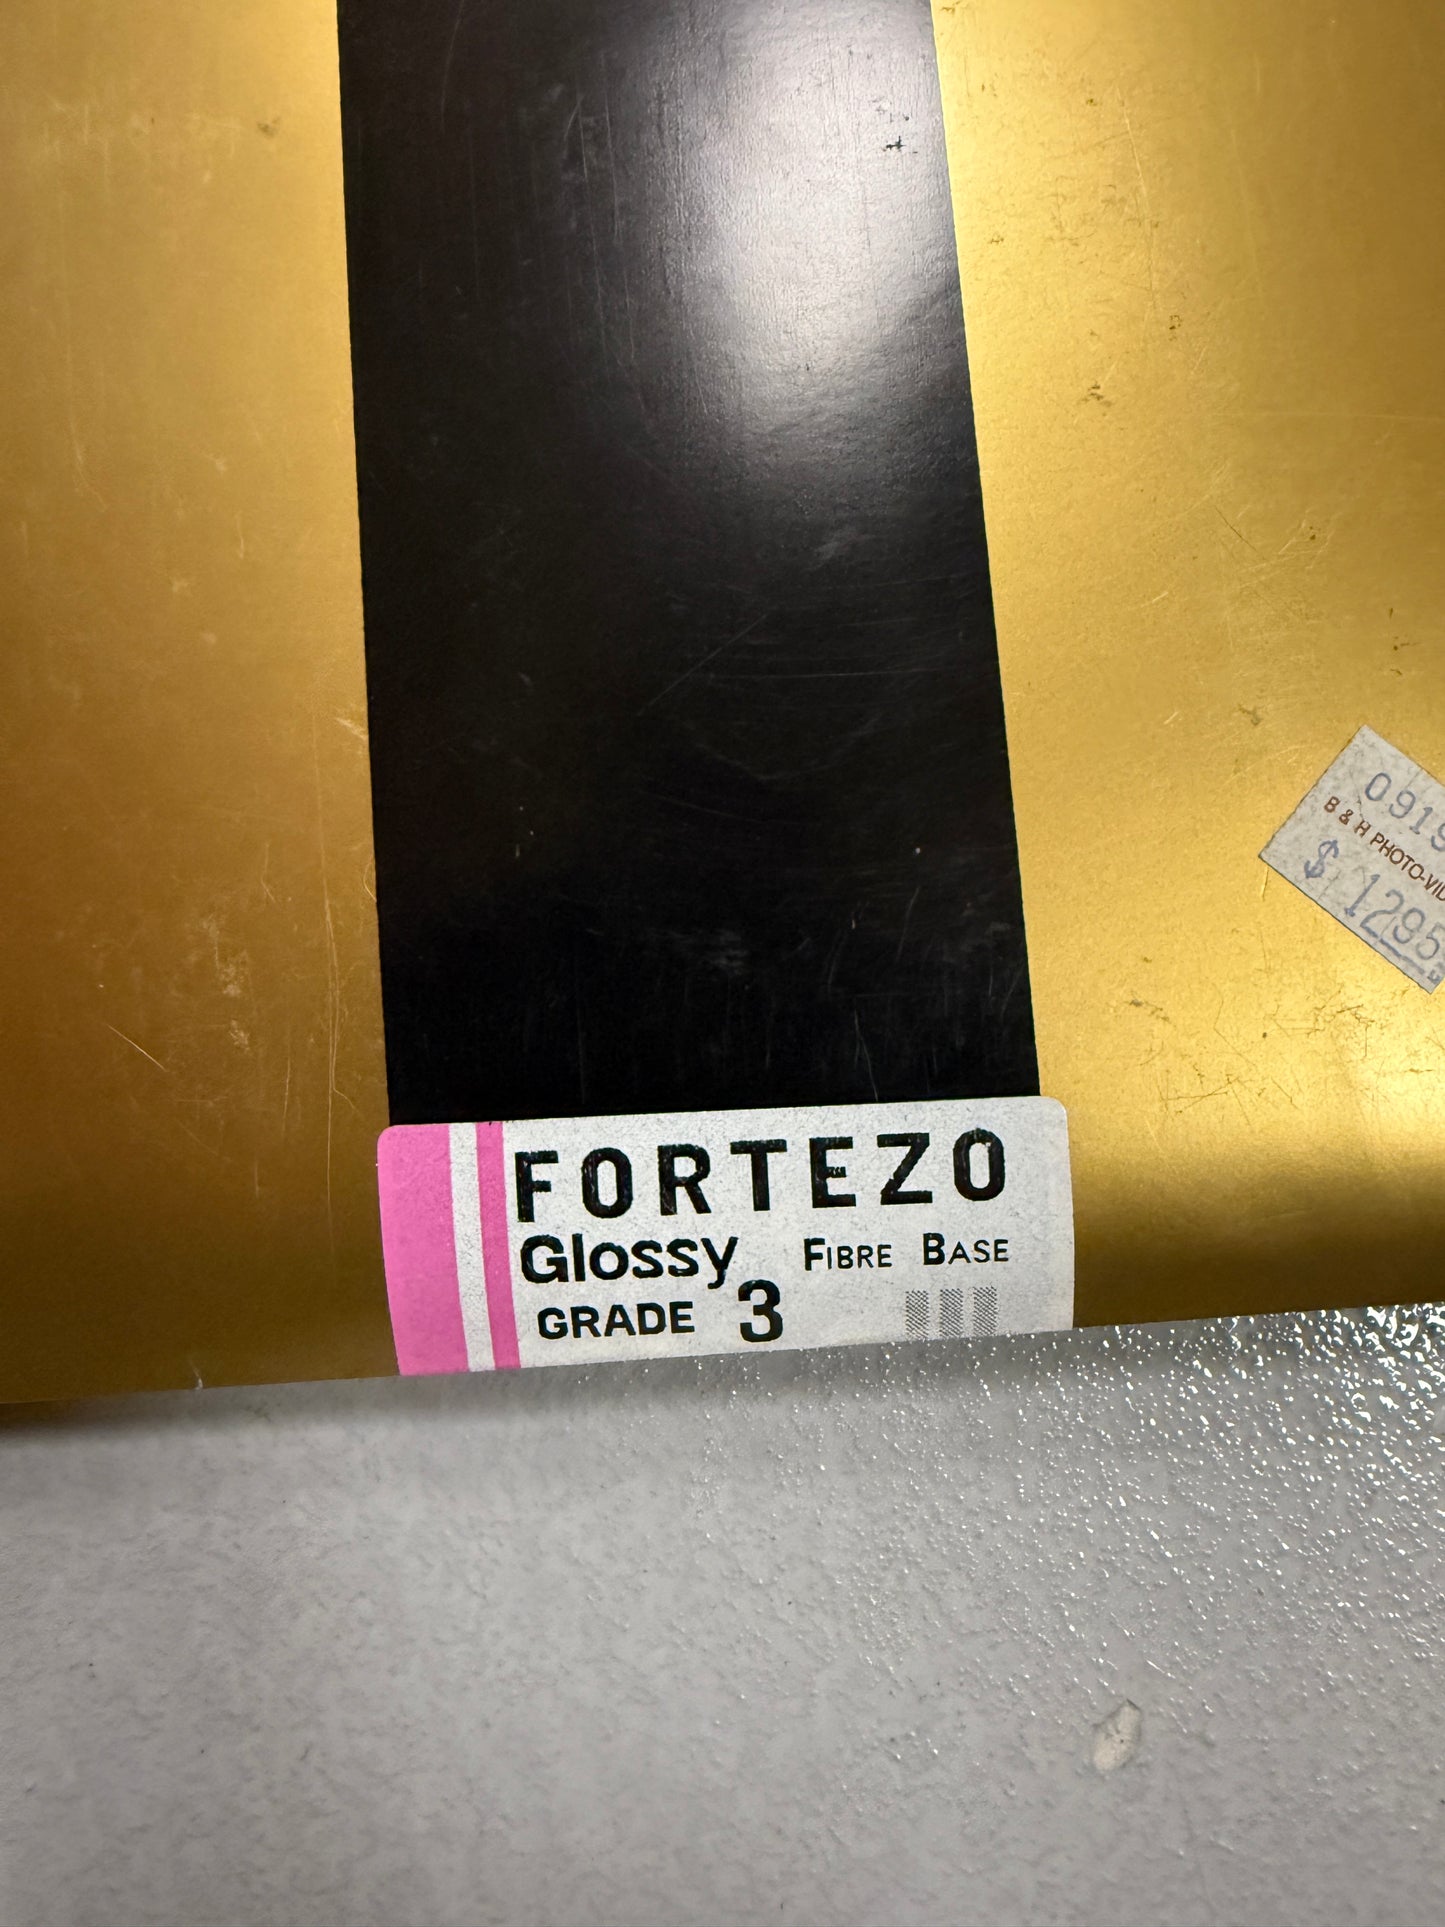 0919
B & H PHOTO-VID
$ 1295
FORTEZO
Glossy FIBRE BASE
GRADE 3